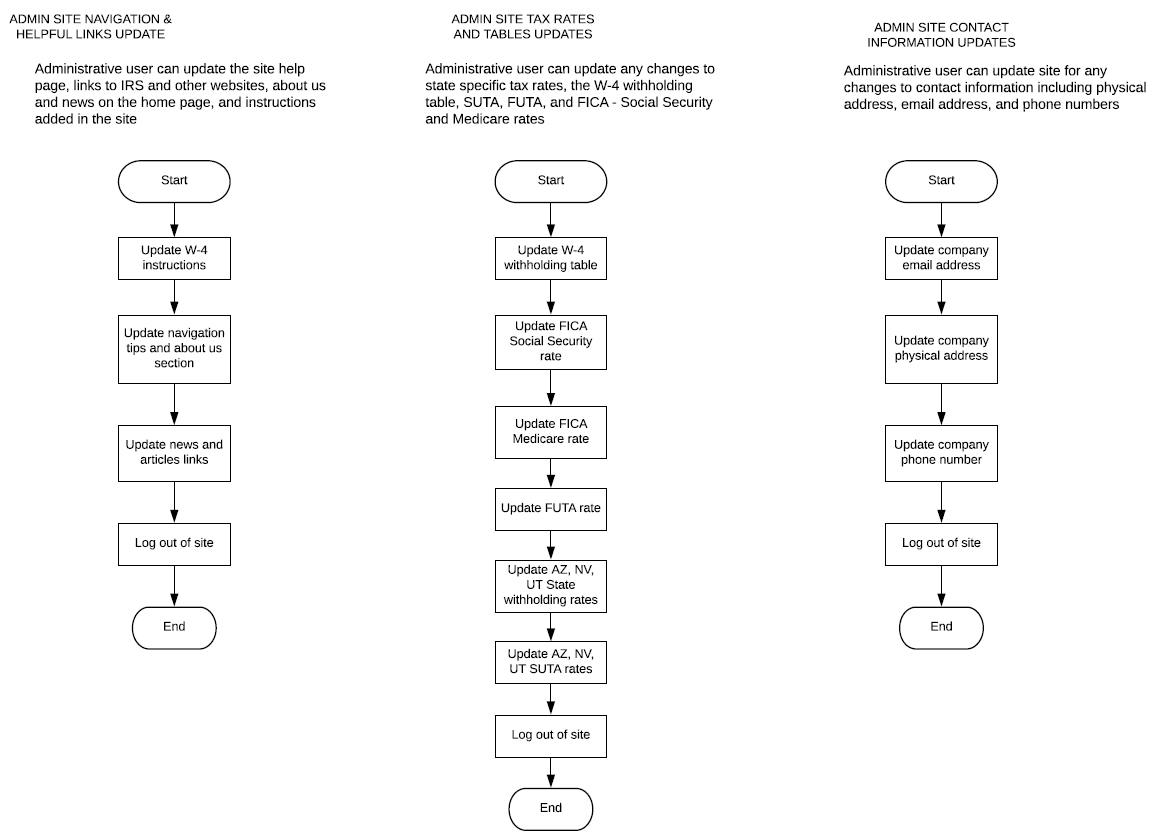 ADMIN SITE NAVIGATION &
HELPFUL LINKS UPDATE
Administrative user can update the site help
page, links to IRS and other websites, about us
and news on the home page, and instructions
added in the site
Start
Update W-4
instructions
Update navigation
tips and about us
section
Update news and
articles links
Log out of site
End
ADMIN SITE TAX RATES
AND TABLES UPDATES
Administrative user can update any changes to
state specific tax rates, the W-4 withholding
table, SUTA, FUTA, and FICA - Social Security
and Medicare rates
Start
Update W-4
withholding table
Update FICA
Social Security
rate
Update FICA
Medicare rate
Update FUTA rate
Update AZ, NV,
UT State
withholding rates
Update AZ, NV,
UT SUTA rates
Log out of site
End
ADMIN SITE CONTACT
INFORMATION UPDATES
Administrative user can update site for any
changes to contact information including physical
address, email address, and phone numbers
Start
Update company
email address
Update company
physical address
Update company
phone number
Log out of site
End